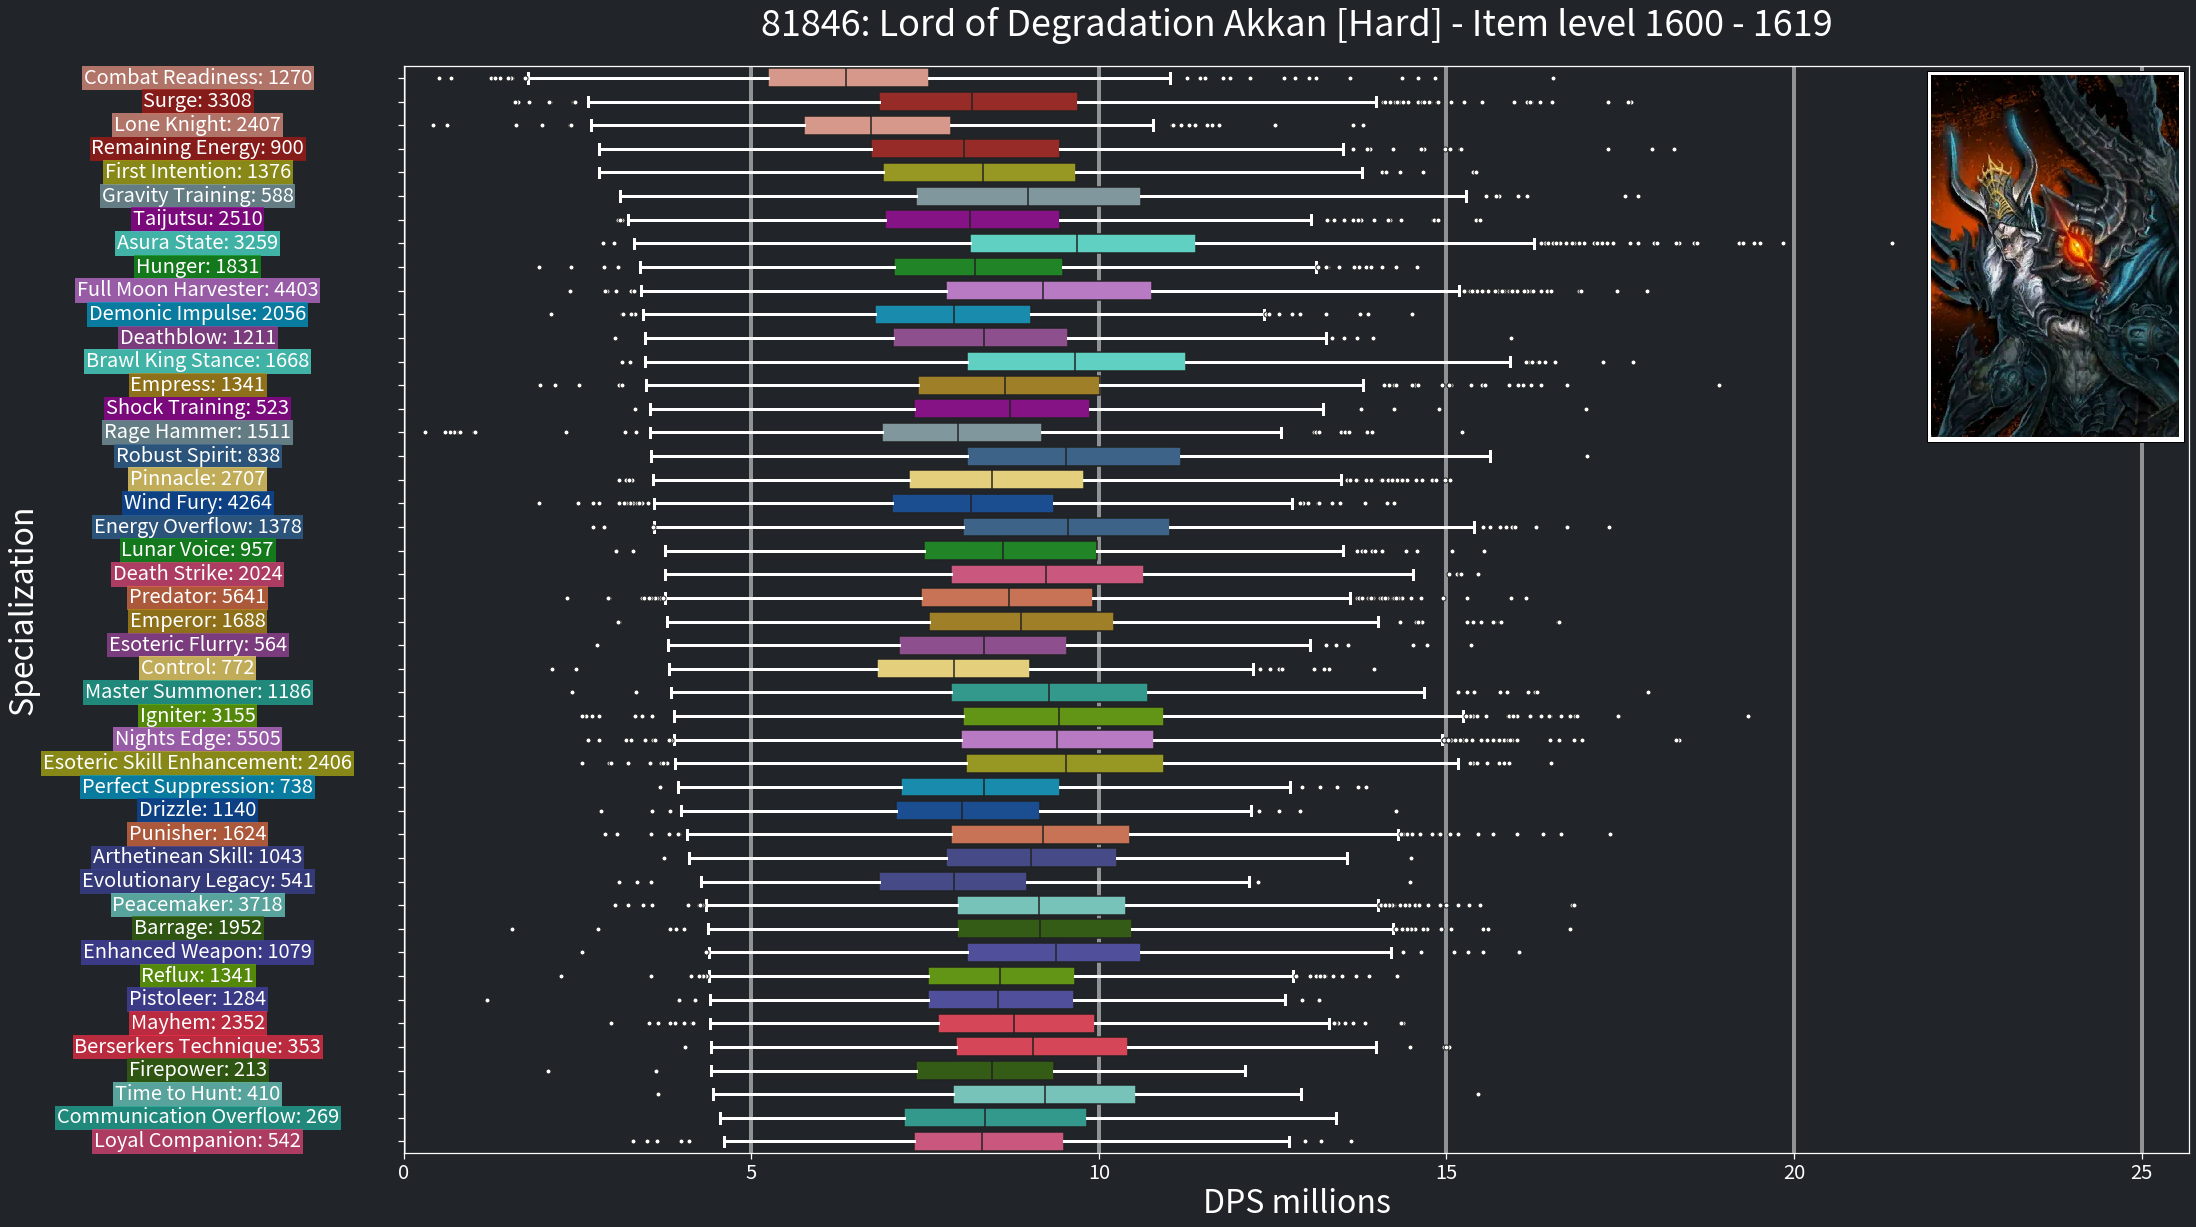 81846: Lord of Degradation Akkan [Hard] - Item level 1600 - 1619
Specialization
Combat Readiness: 1270
Surge: 3308
Lone Knight: 2407
Remaining Energy: 900
First Intention: 1376
Gravity Training: 588
Taijutsu: 2510
Asura State: 3259
Hunger: 1831
Full Moon Harvester: 4403
Demonic Impulse: 2056
Deathblow: 1211
Brawl King Stance: 1668
Empress: 1341
Shock Training: 523
Rage Hammer: 1511
Robust Spirit: 838
Pinnacle: 2707
Wind Fury: 4264
Energy Overflow: 1378
Lunar Voice: 957
Death Strike: 2024
Predator: 5641
Emperor: 1688
Esoteric Flurry: 564
Control: 772
Master Summoner: 1186
Igniter: 3155
Nights Edge: 5505
Esoteric Skill Enhancement: 2406
Perfect Suppression: 738
Drizzle: 1140
Punisher: 1624
Arthetinean Skill: 1043
Evolutionary Legacy: 541
Peacemaker: 3718
Barrage: 1952
Enhanced Weapon: 1079
Reflux: 1341
Pistoleer: 1284
Mayhem: 2352
Berserkers Technique: 353
Firepower: 213
Time to Hunt: 410
Communication Overflow: 269
Loyal Companion: 542
0 5 10 15 20 25
DPS millions